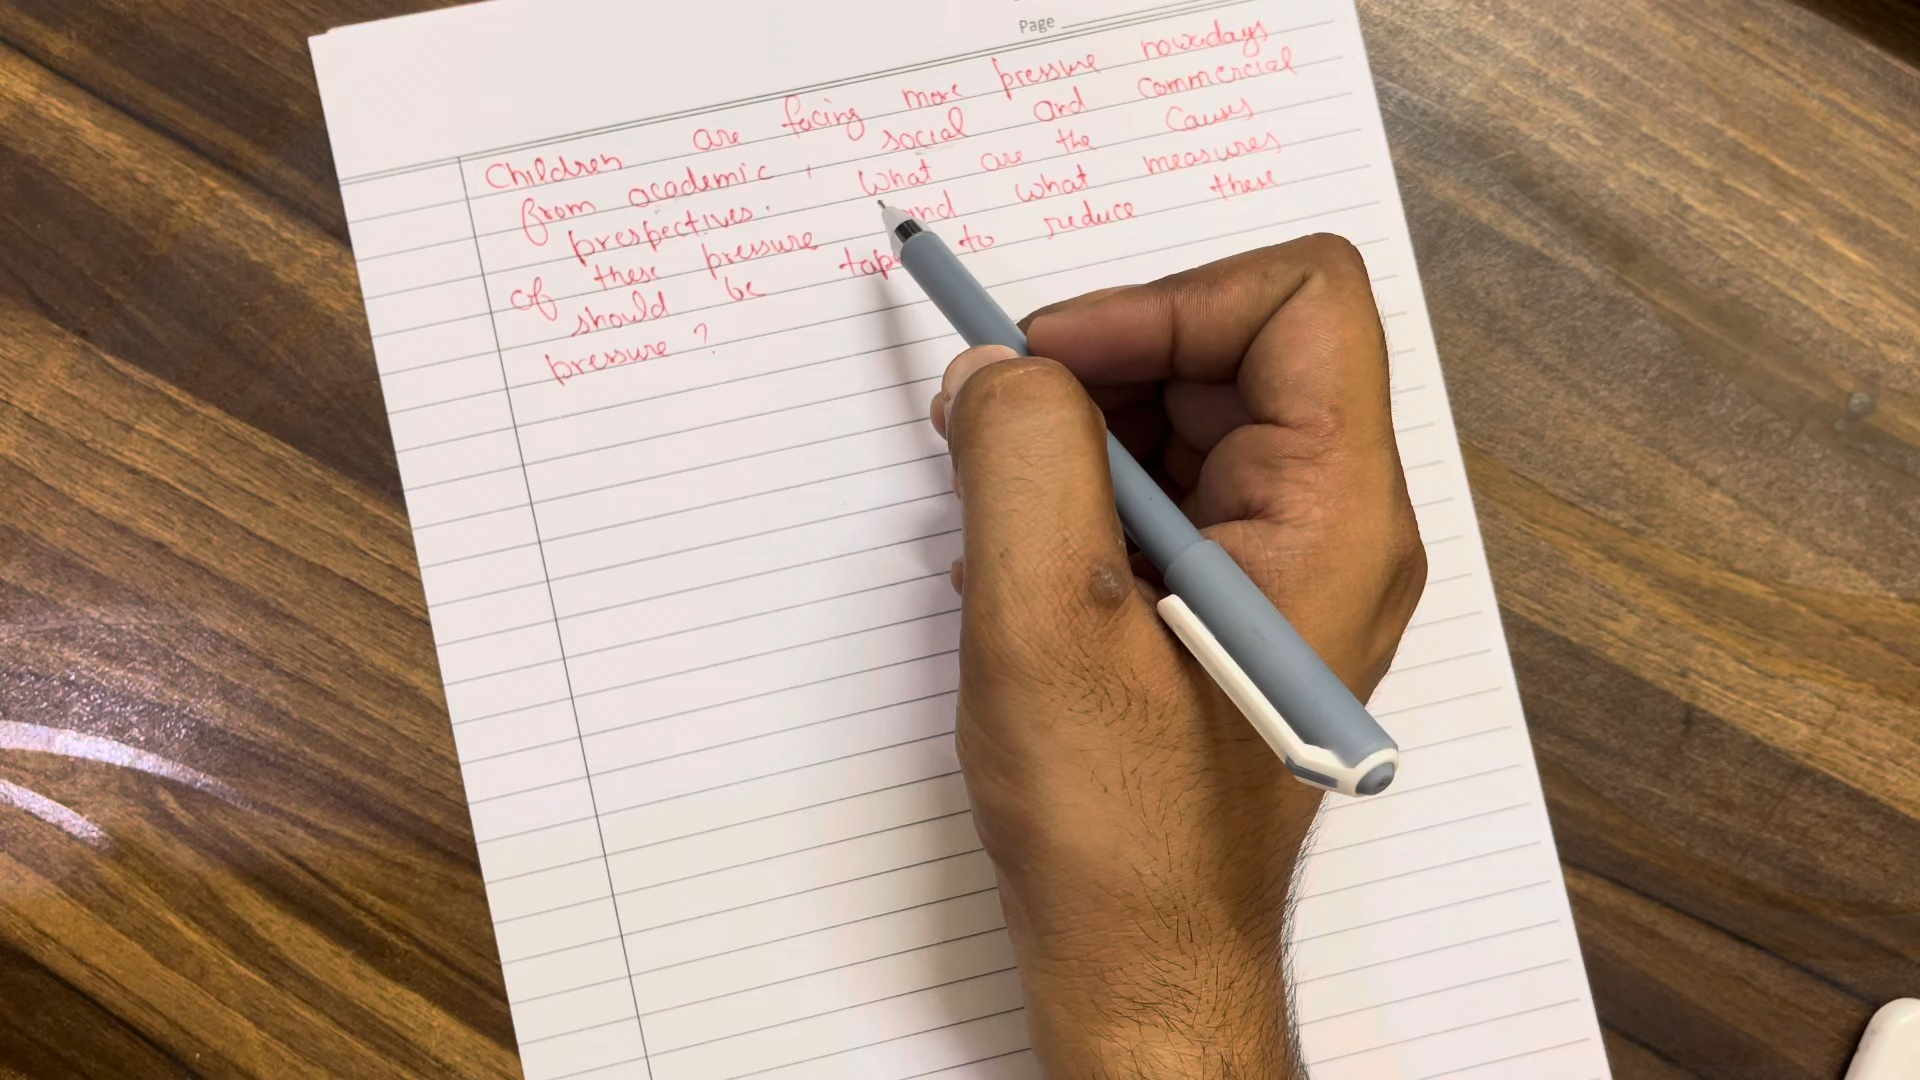 Page
Children are facing more pressure nowadays
from academic, social and commercial
prespectives. What are the causes
of these pressure and what measures
should be to reduce these
pressure?